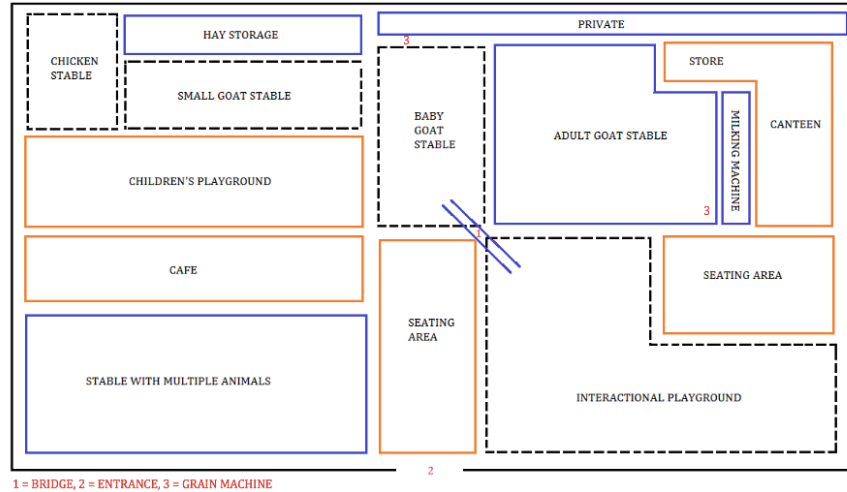 PRIVATE
HAY STORAGE
3
CHICKEN
STABLE
STORE
SMALL GOAT STABLE
BABY
GOAT
STABLE
ADULT GOAT STABLE
MILKING MACHINE
CANTEEN
CHILDREN'S PLAYGROUND
3
1
CAFE
SEATING AREA
SEATING
AREA
STABLE WITH MULTIPLE ANIMALS
INTERACTIONAL PLAYGROUND
2
1 = BRIDGE, 2 = ENTRANCE, 3 = GRAIN MACHINE